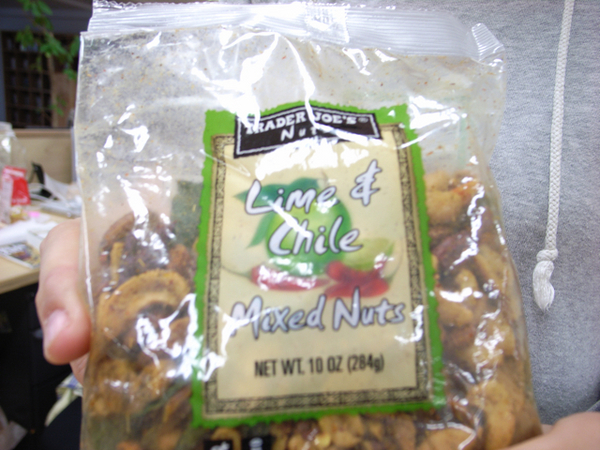 TRADER JOE'S®
Nuts
Lime &
Chile
Mixed Nuts
NET WT. 10 OZ (284g)